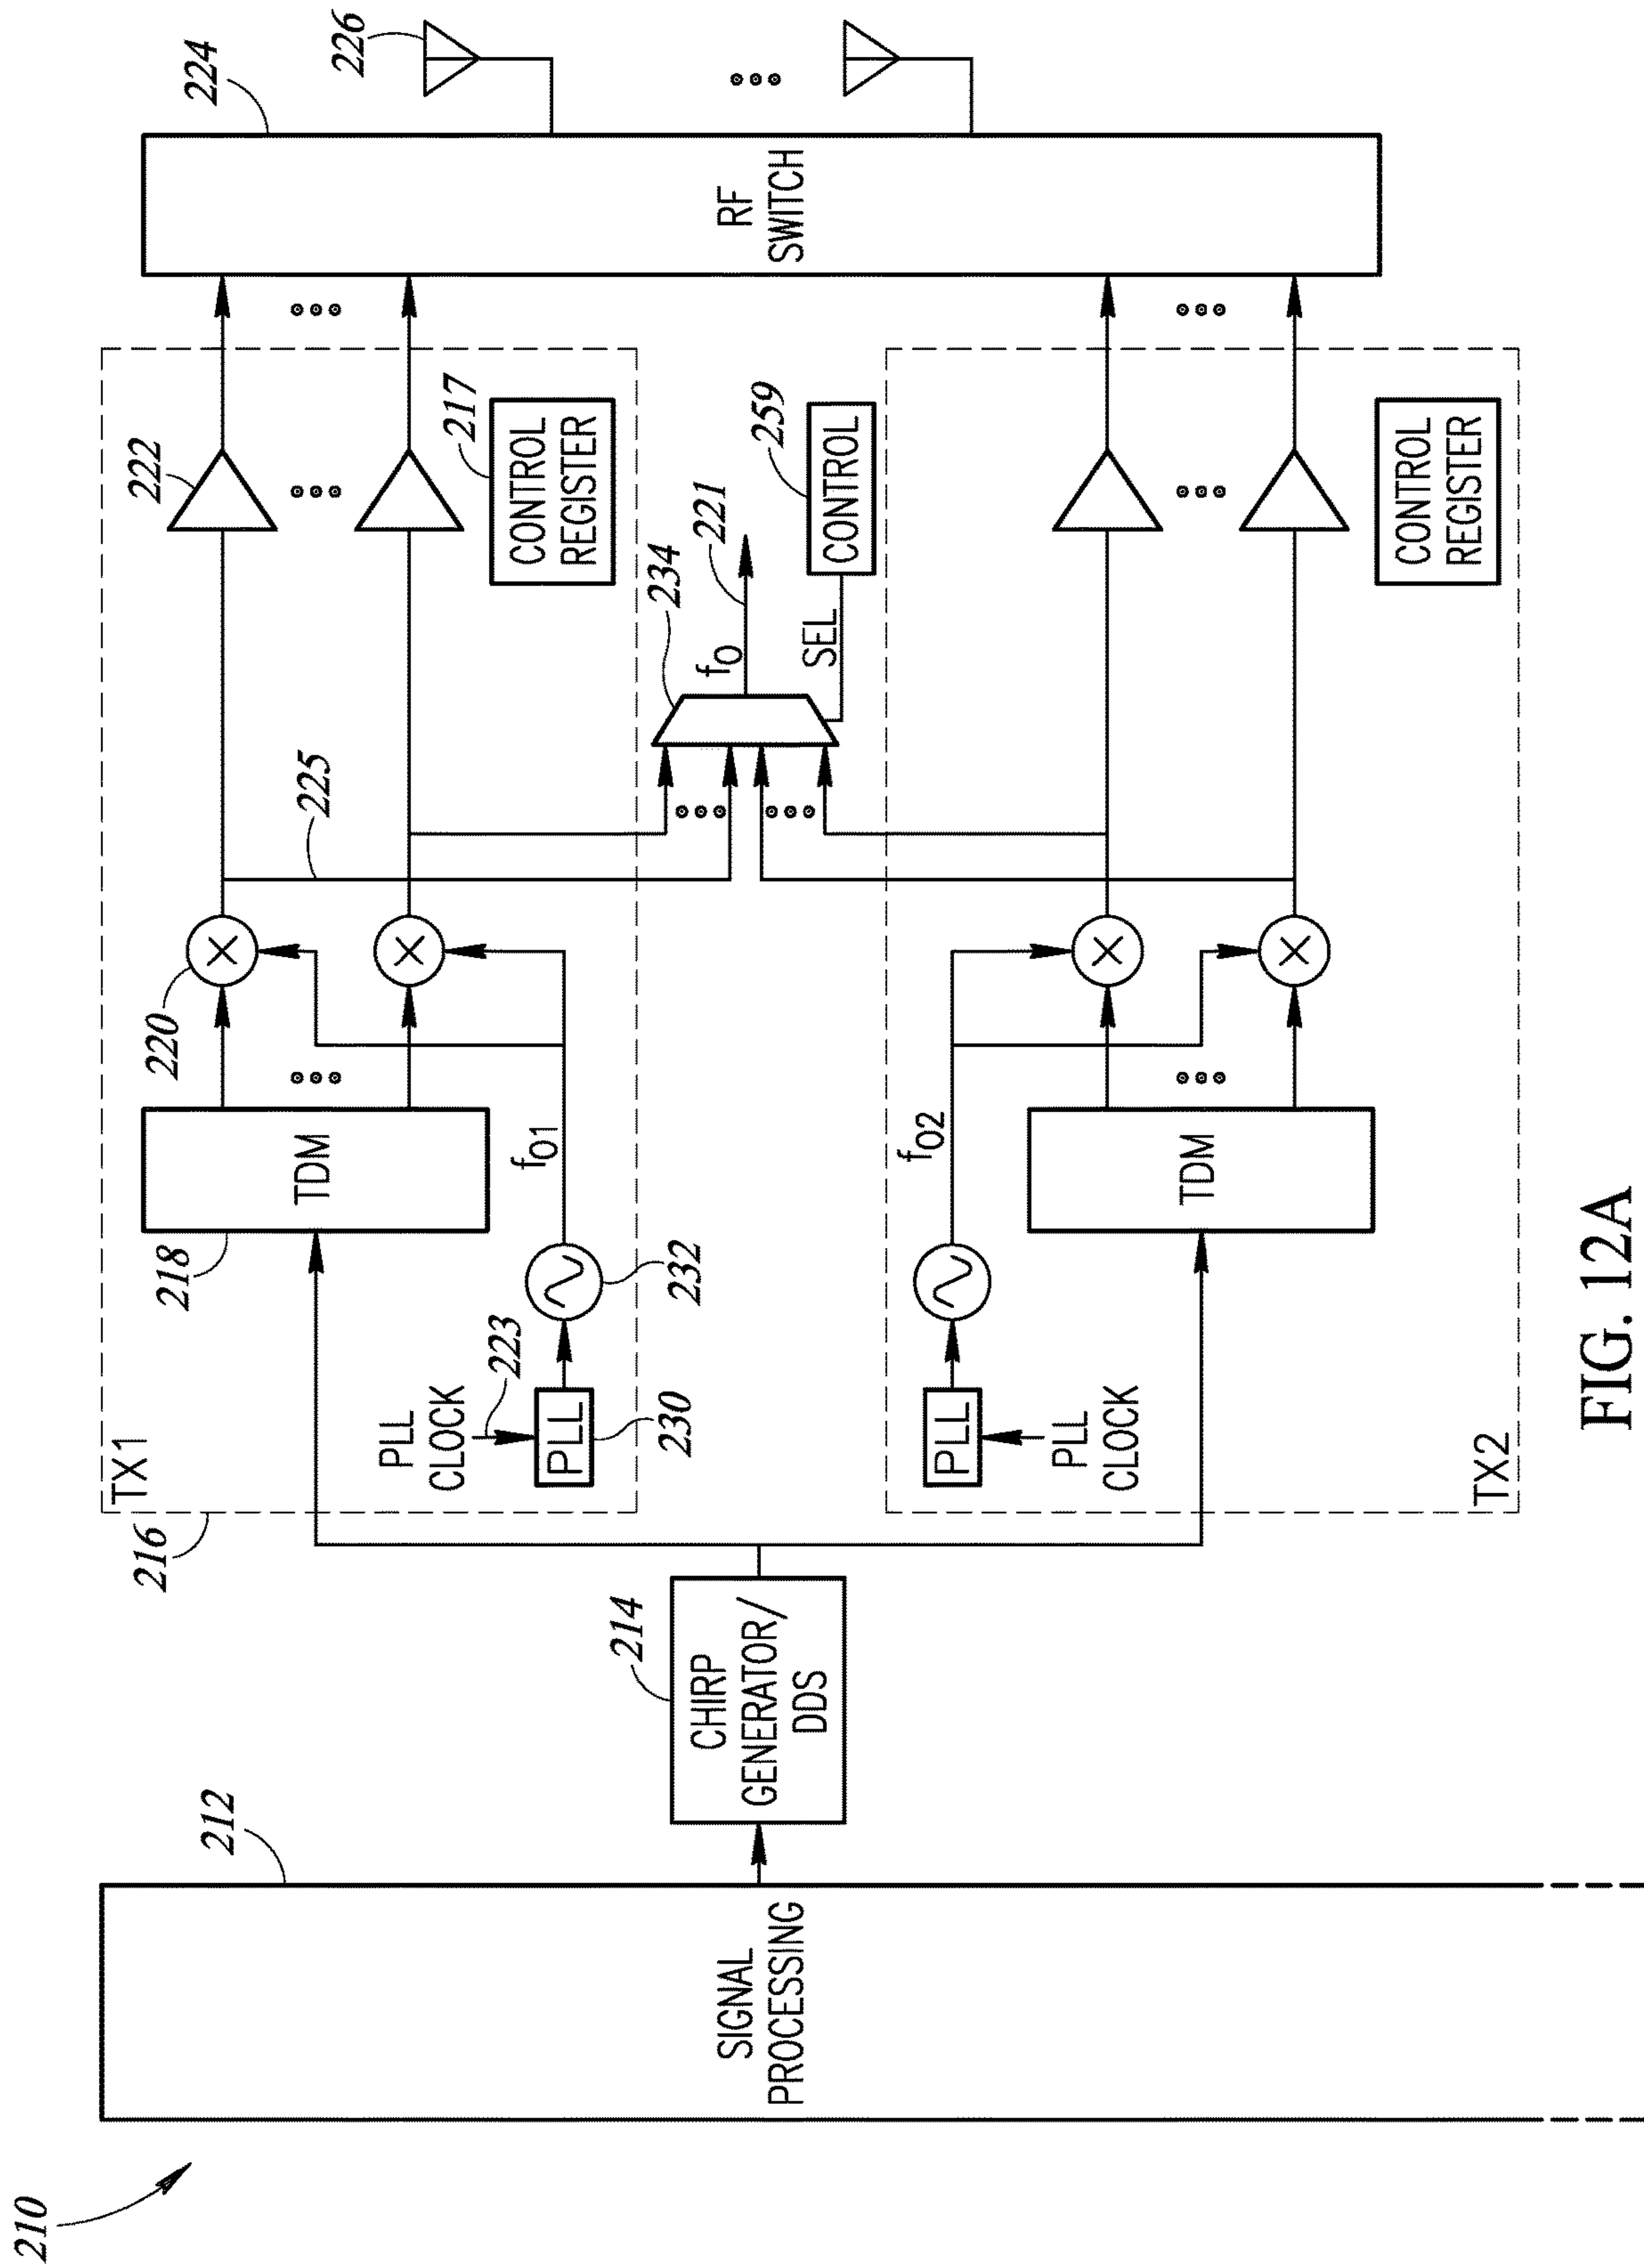 210
212
SIGNAL
PROCESSING
214
CHIRP
GENERATOR/
DDS
216
TX1
218
TDM
220
222
224
226
225
PLL
CLOCK
223
PLL
230
232
f01
CONTROL
REGISTER
217
234
fO
221
SEL
CONTROL
259
RF
SWITCH
f02
PLL
PLL
CLOCK
TDM
CONTROL
REGISTER
TX2
FIG. 12A